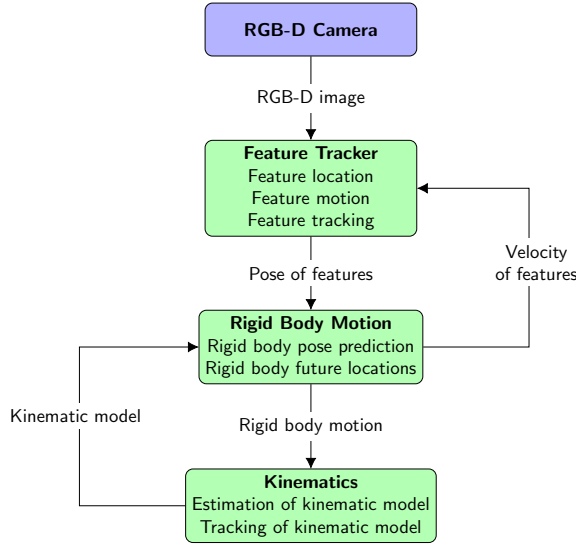 RGB-D Camera
RGB-D image
Feature Tracker
Feature location
Feature motion
Feature tracking
Velocity
of features
Pose of features
Rigid Body Motion
Rigid body pose prediction
Rigid body future locations
Kinematic model
Rigid body motion
Kinematics
Estimation of kinematic model
Tracking of kinematic model